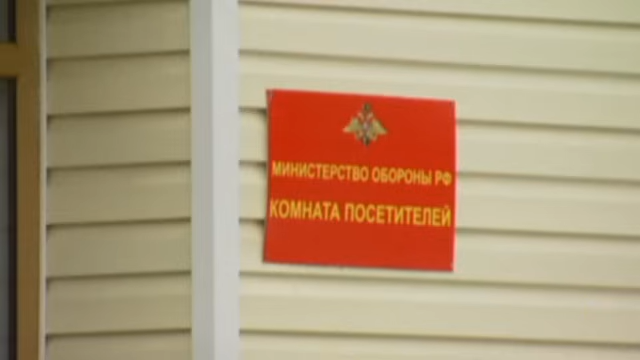 МИНИСТЕРСТВО ОБОРОНЫ РФ
КОМНАТА ПОСЕТИТЕЛЕЙ